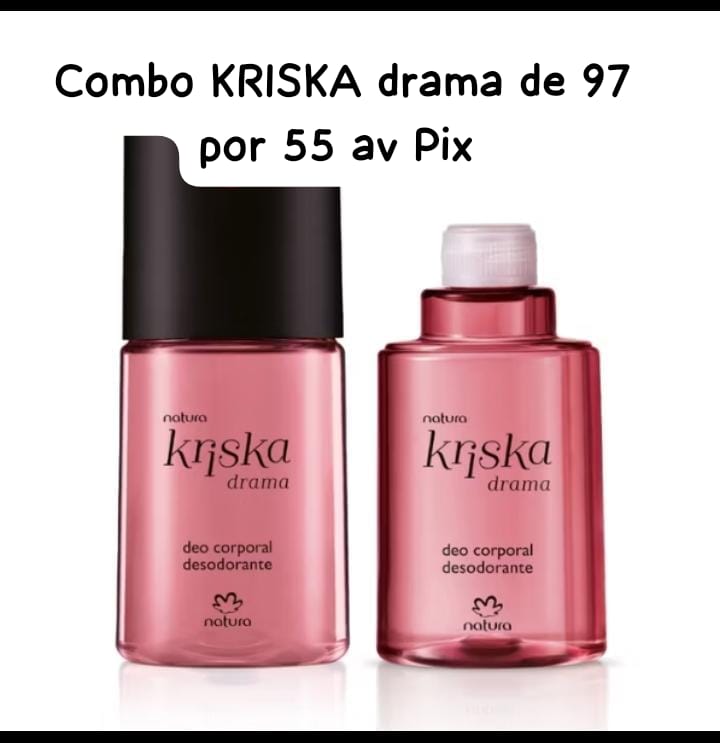 Combo KRISKA drama de 97
por 55 av Pix
natura
kriska
drama
deo corporal
desodorante
natura
natura
kriska
drama
deo corporal
desodorante
natura